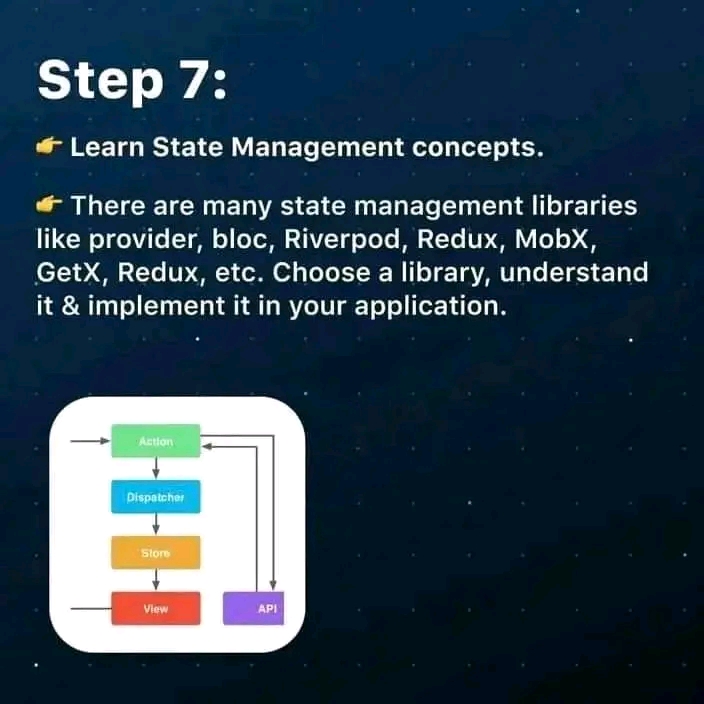 Step 7:
👉 Learn State Management concepts.
👉 There are many state management libraries
like provider, bloc, Riverpod, Redux, MobX,
GetX, Redux, etc. Choose a library, understand
it & implement it in your application.
Action
Dispatcher
Store
View
API